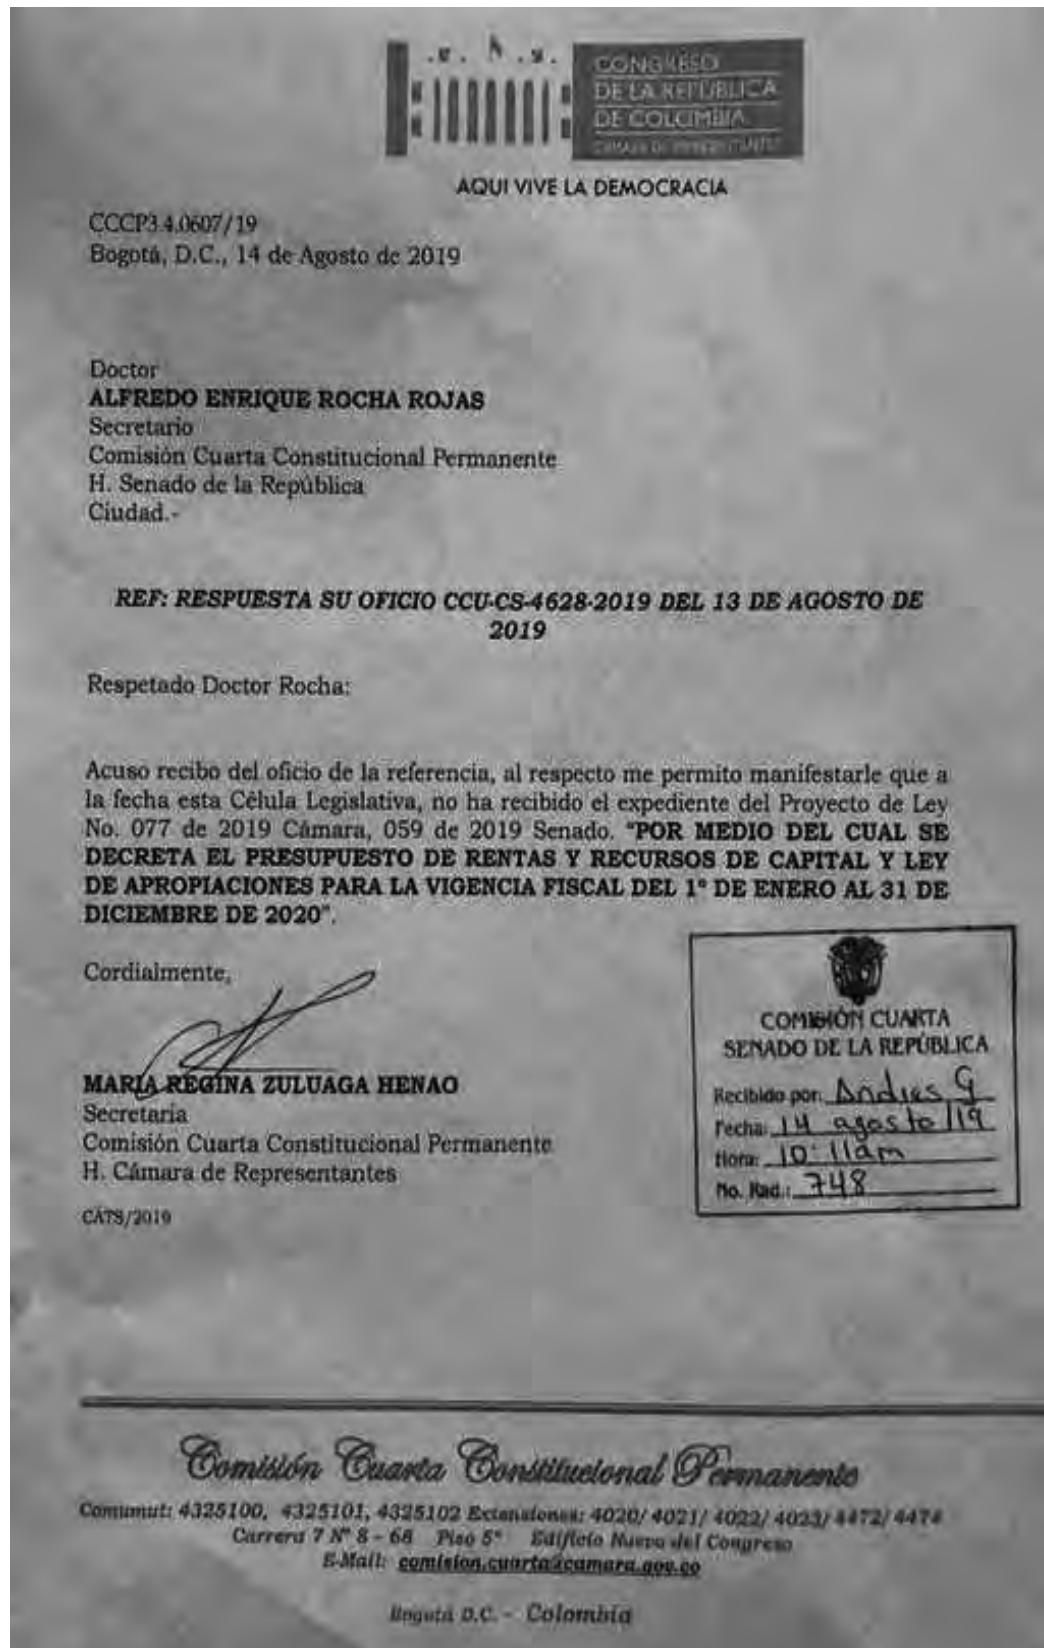 CONGRESO
DE LA REPÚBLICA
DE COLOMBIA
CÁMARA DE REPRESENTANTES
AQUI VIVE LA DEMOCRACIA
CCCP3.4.0607/19
Bogotá, D.C., 14 de Agosto de 2019
Doctor
ALFREDO ENRIQUE ROCHA ROJAS
Secretario
Comisión Cuarta Constitucional Permanente
H. Senado de la República
Ciudad.-
REF: RESPUESTA SU OFICIO CCU-CS-4628-2019 DEL 13 DE AGOSTO DE
2019
Respetado Doctor Rocha:
Acuso recibo del oficio de la referencia, al respecto me permito manifestarle que a
la fecha esta Célula Legislativa, no ha recibido el expediente del Proyecto de Ley
No. 077 de 2019 Cámara, 059 de 2019 Senado. "POR MEDIO DEL CUAL SE
DECRETA EL PRESUPUESTO DE RENTAS Y RECURSOS DE CAPITAL Y LEY
DE APROPIACIONES PARA LA VIGENCIA FISCAL DEL 1° DE ENERO AL 31 DE
DICIEMBRE DE 2020".
Cordialmente,
MARIA REGINA ZULUAGA HENAO
Secretaria
Comisión Cuarta Constitucional Permanente
H. Cámara de Representantes
CATS/2019
COMISIÓN CUARTA
SENADO DE LA REPÚBLICA
Recibido por: Andres G
Fecha: 14 agosto/19
Hora: 10:11am
No. Rad.: 748
Comisión Cuarta Constitucional Permanente
Comumut: 4325100, 4325101, 4325102 Extensiones: 4020/ 4021/ 4022/ 4023/ 4472/ 4474
Carrera 7 N° 8 - 68 Piso 5° Edificio Nuevo del Congreso
E-Mail: comision.cuarta@camara.gov.co
Bogotá D.C. - Colombia